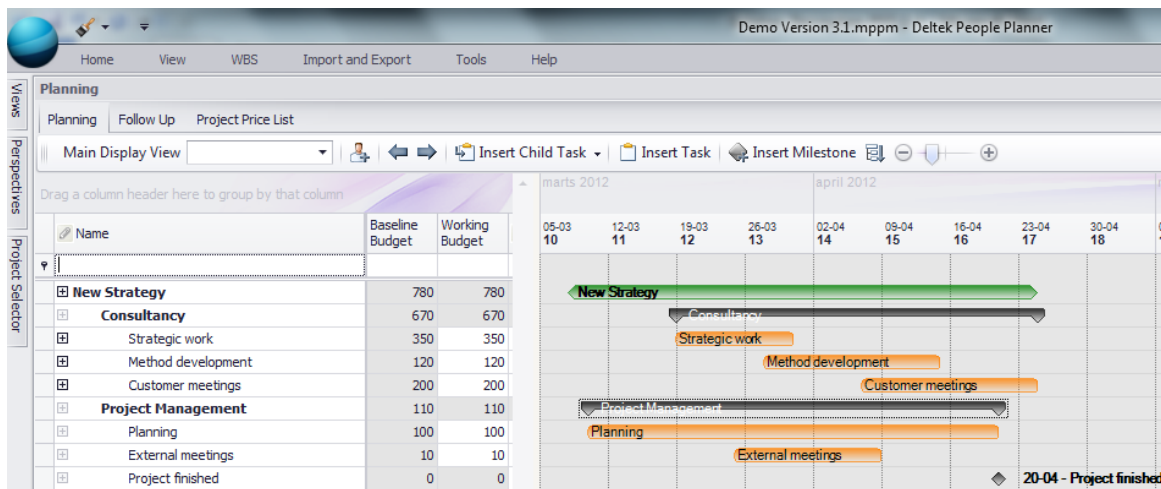 Demo Version 3.1.mppm - Deltek People Planner
Home View WBS Import and Export Tools Help
Views
Perspectives
Project Selector
Planning
Planning Follow Up Project Price List
Main Display View Insert Child Task Insert Task Insert Milestone
Drag a column header here to group by that column
marts 2012 april 2012
Name Baseline Budget Working Budget
05-03 12-03 19-03 26-03 02-04 09-04 16-04 23-04 30-04
10 11 12 13 14 15 16 17 18
New Strategy 780 780 New Strategy
Consultancy 670 670 Consultancy
Strategic work 350 350 Strategic work
Method development 120 120 Method development
Customer meetings 200 200 Customer meetings
Project Management 110 110 Project Management
Planning 100 100 Planning
External meetings 10 10 External meetings
Project finished 0 0 20-04 - Project finished